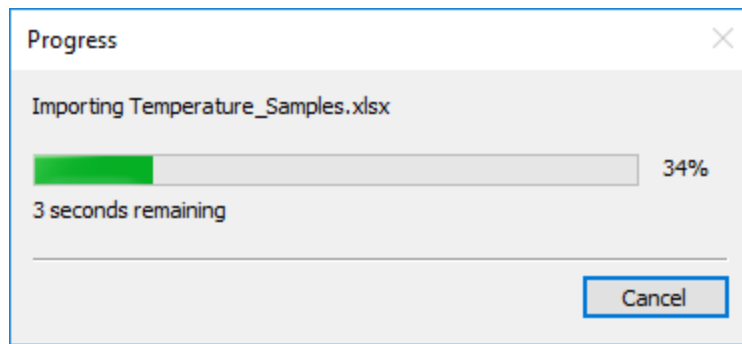 Progress
Importing Temperature_Samples.xlsx
34%
3 seconds remaining
Cancel